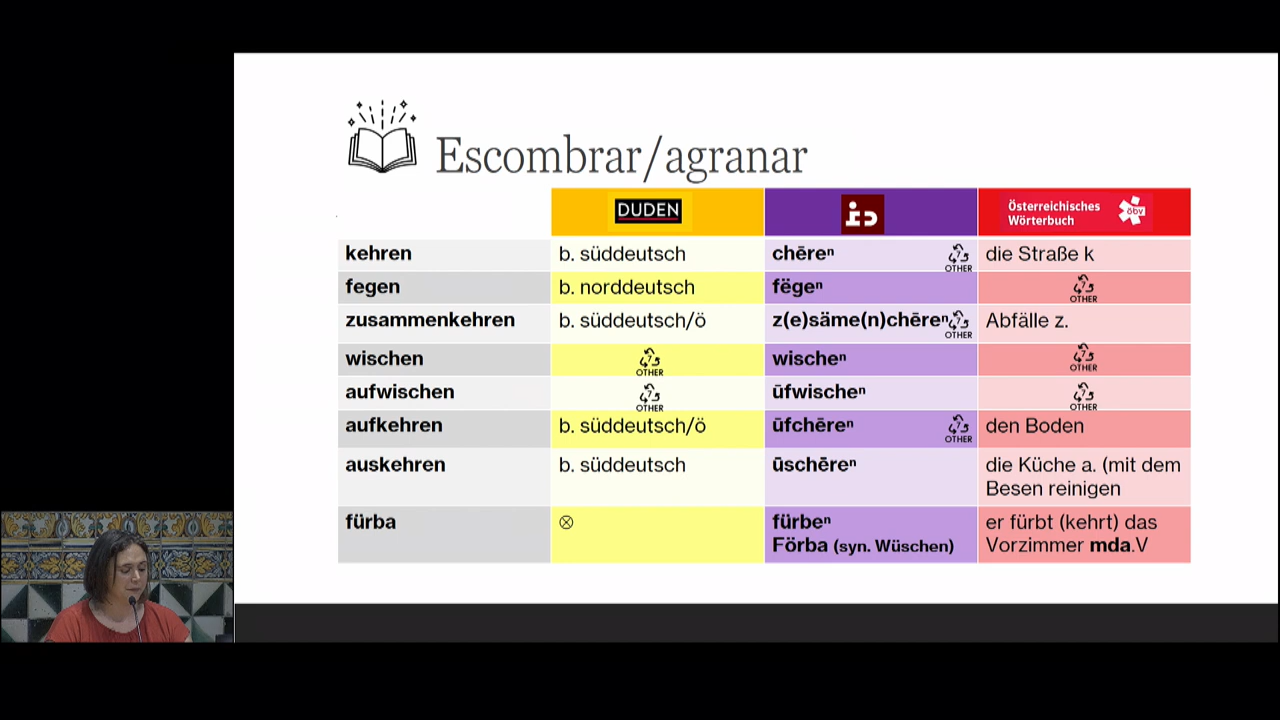 Escombrar/agranar
DUDEN
Österreichisches
Wörterbuch
öbv
kehren b. süddeutsch chēreⁿ OTHER die Straße k
fegen b. norddeutsch fëgeⁿ OTHER
zusammenkehren b. süddeutsch/ö z(e)säme(n)chēreⁿ OTHER Abfälle z.
wischen OTHER wischeⁿ OTHER
aufwischen OTHER ūfwischeⁿ OTHER
aufkehren b. süddeutsch/ö ūfchēreⁿ OTHER den Boden
auskehren b. süddeutsch ūschēreⁿ die Küche a. (mit dem
Besen reinigen
fürba ⊗ fürbeⁿ er fürbt (kehrt) das
Förba (syn. Wüschen) Vorzimmer mda.V